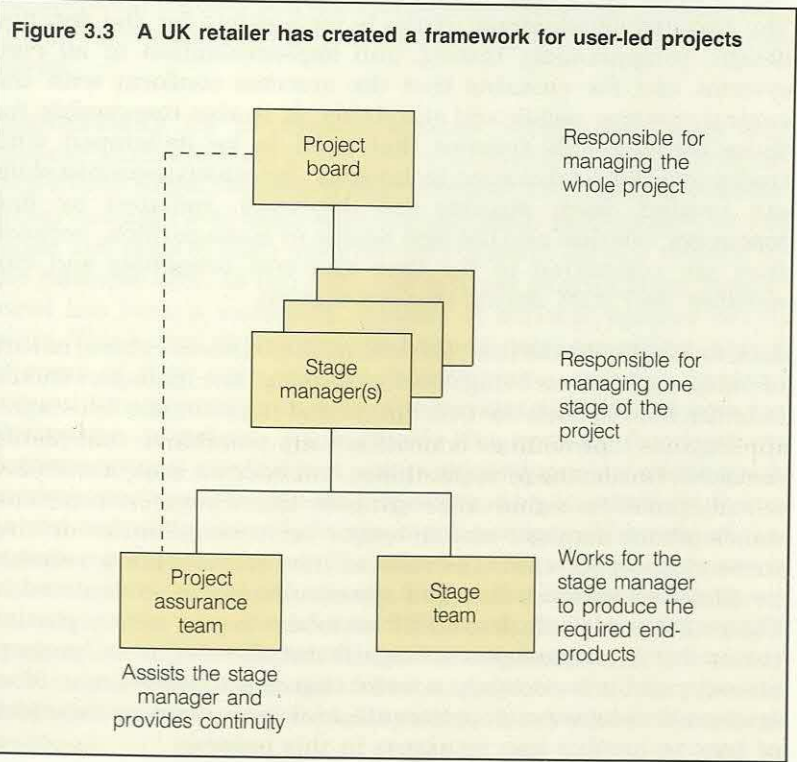 Figure 3.3 A UK retailer has created a framework for user-led projects
Project
board
Responsible for
managing the
whole project
Stage
manager(s)
Responsible for
managing one
stage of the
project
Project
assurance
team
Stage
team
Works for the
stage manager
to produce the
required end-
products
Assists the stage
manager and
provides continuity